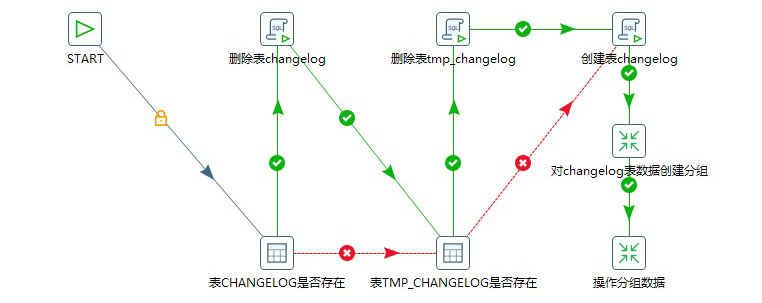 SQL
SQL
SQL
START
删除表changelog
删除表tmp_changelog
创建表changelog
对changelog表数据创建分组
表CHANGELOG是否存在
表TMP_CHANGELOG是否存在
操作分组数据